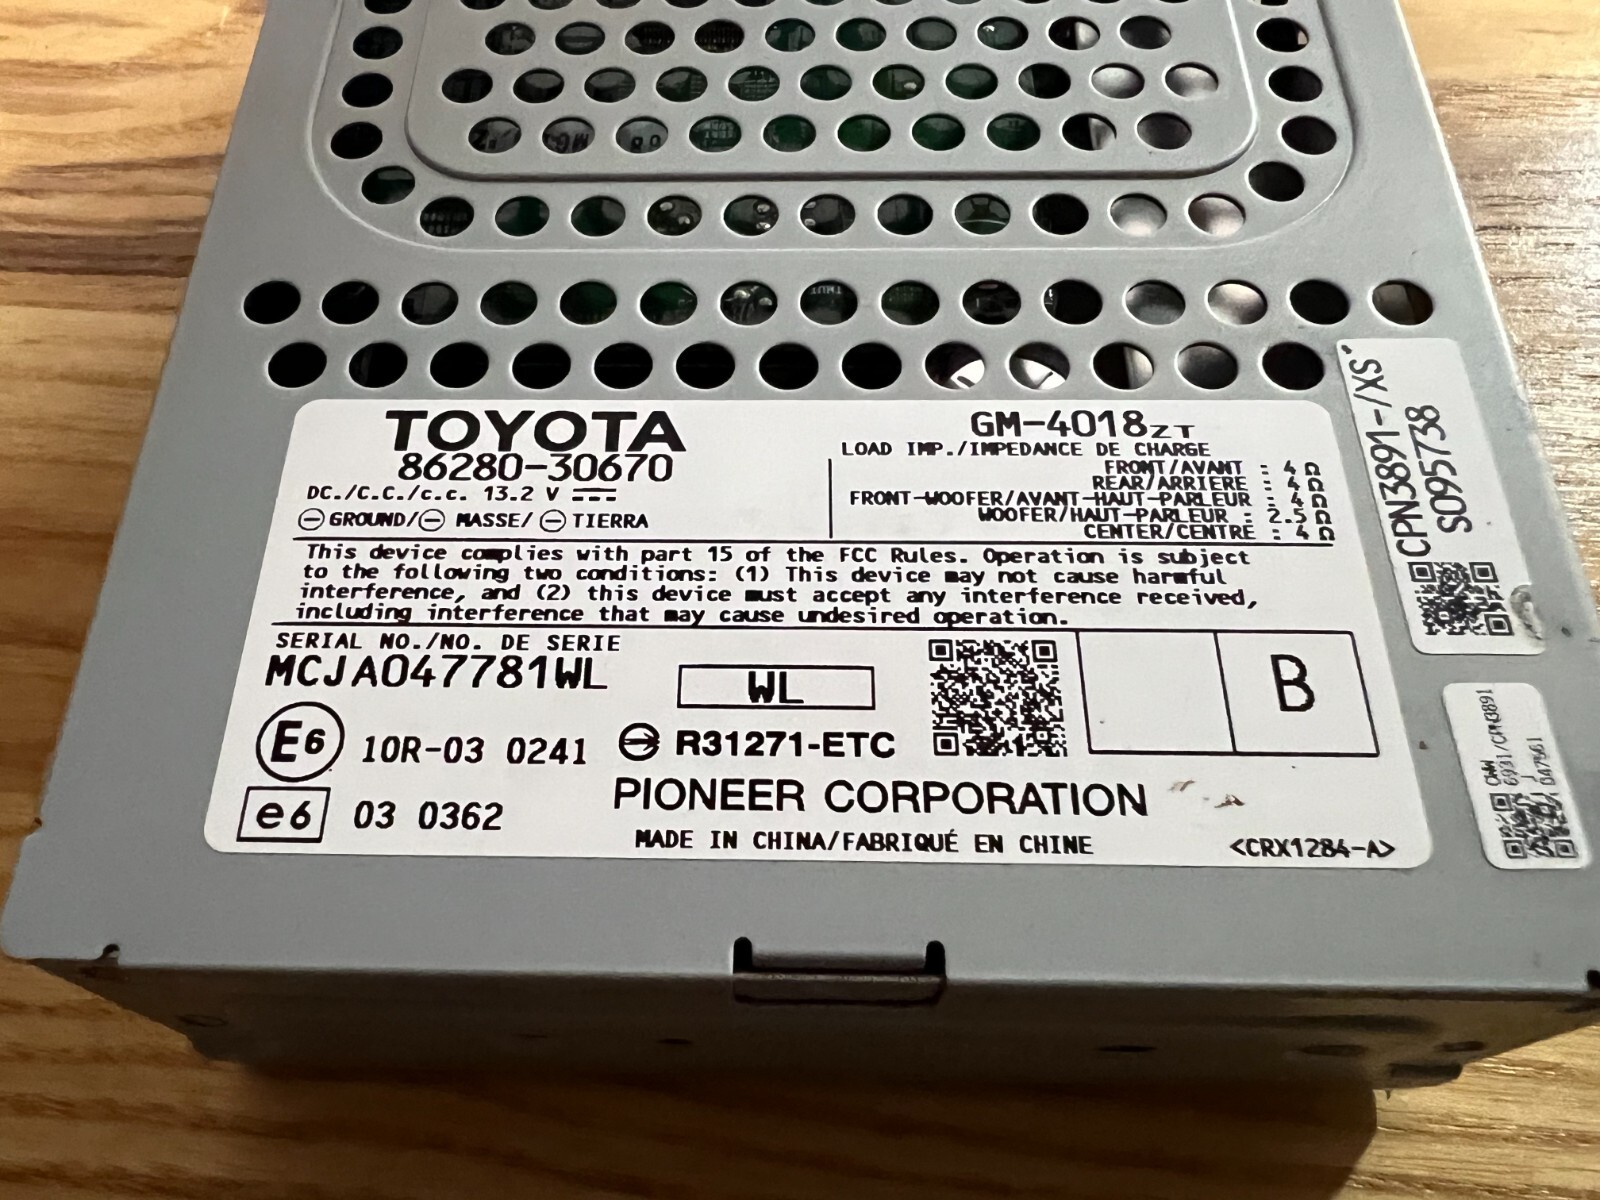 TOYOTA
86280-30670
DC./C.C./c.c. 13.2 V
⊖ GROUND/⊖ MASSE/ ⊖ TIERRA
GM-4018ZT
LOAD IMP./IMPEDANCE DE CHARGE
FRONT/AVANT : 4 Ω
REAR/ARRIERE : 4 Ω
FRONT-WOOFER/AVANT-HAUT-PARLEUR : 4 Ω
WOOFER/HAUT-PARLEUR : 2.5 Ω
CENTER/CENTRE : 4 Ω
This device complies with part 15 of the FCC Rules. Operation is subject
to the following two conditions: (1) This device may not cause harmful
interference, and (2) this device must accept any interference received,
including interference that may cause undesired operation.
SERIAL NO./NO. DE SERIE
MCJA047781WL
WL
B
E6 10R-03 0241
R31271-ETC
e6 03 0362
PIONEER CORPORATION
MADE IN CHINA/FABRIQUÉ EN CHINE
<CRX1284-A>
CPN3891-/XS
S095738